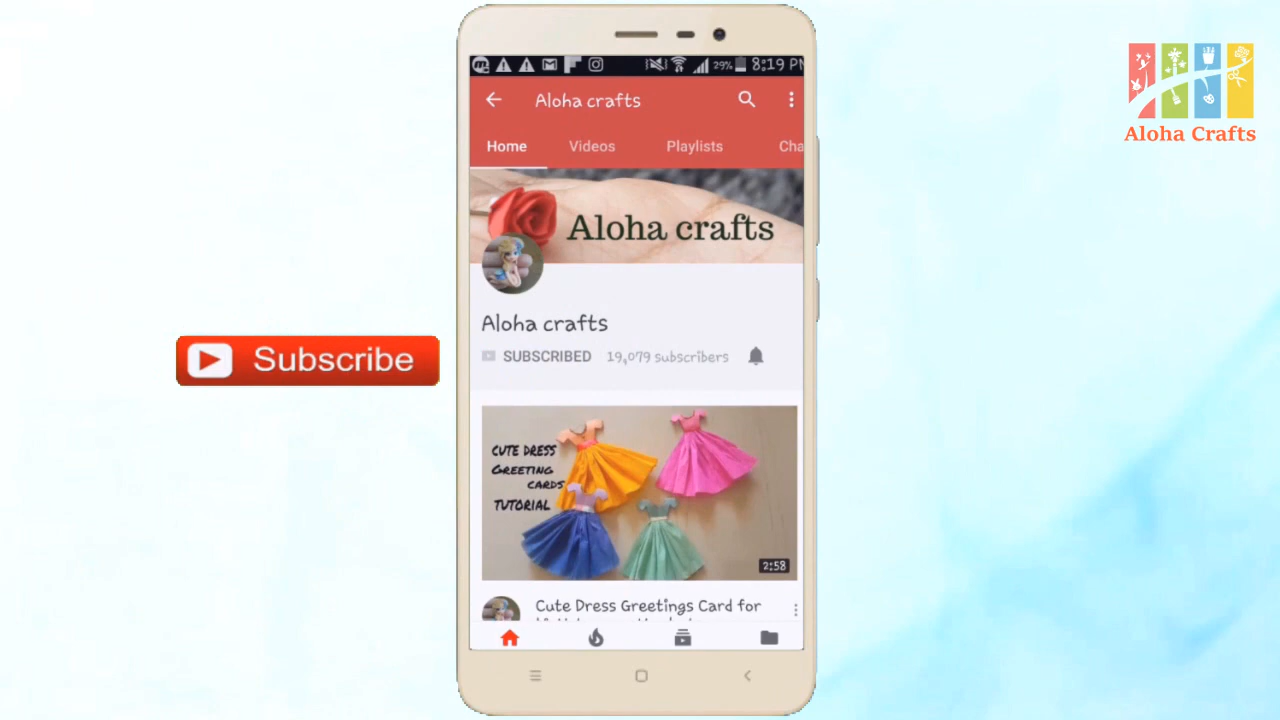 29% 8:19 PM
Aloha crafts
Home Videos Playlists Cha
Aloha crafts
Aloha crafts
SUBSCRIBED 19,079 subscribers
CUTE DRESS
GREETING
CARDS
TUTORIAL
2:58
Cute Dress Greetings Card for
Subscribe
Aloha Crafts